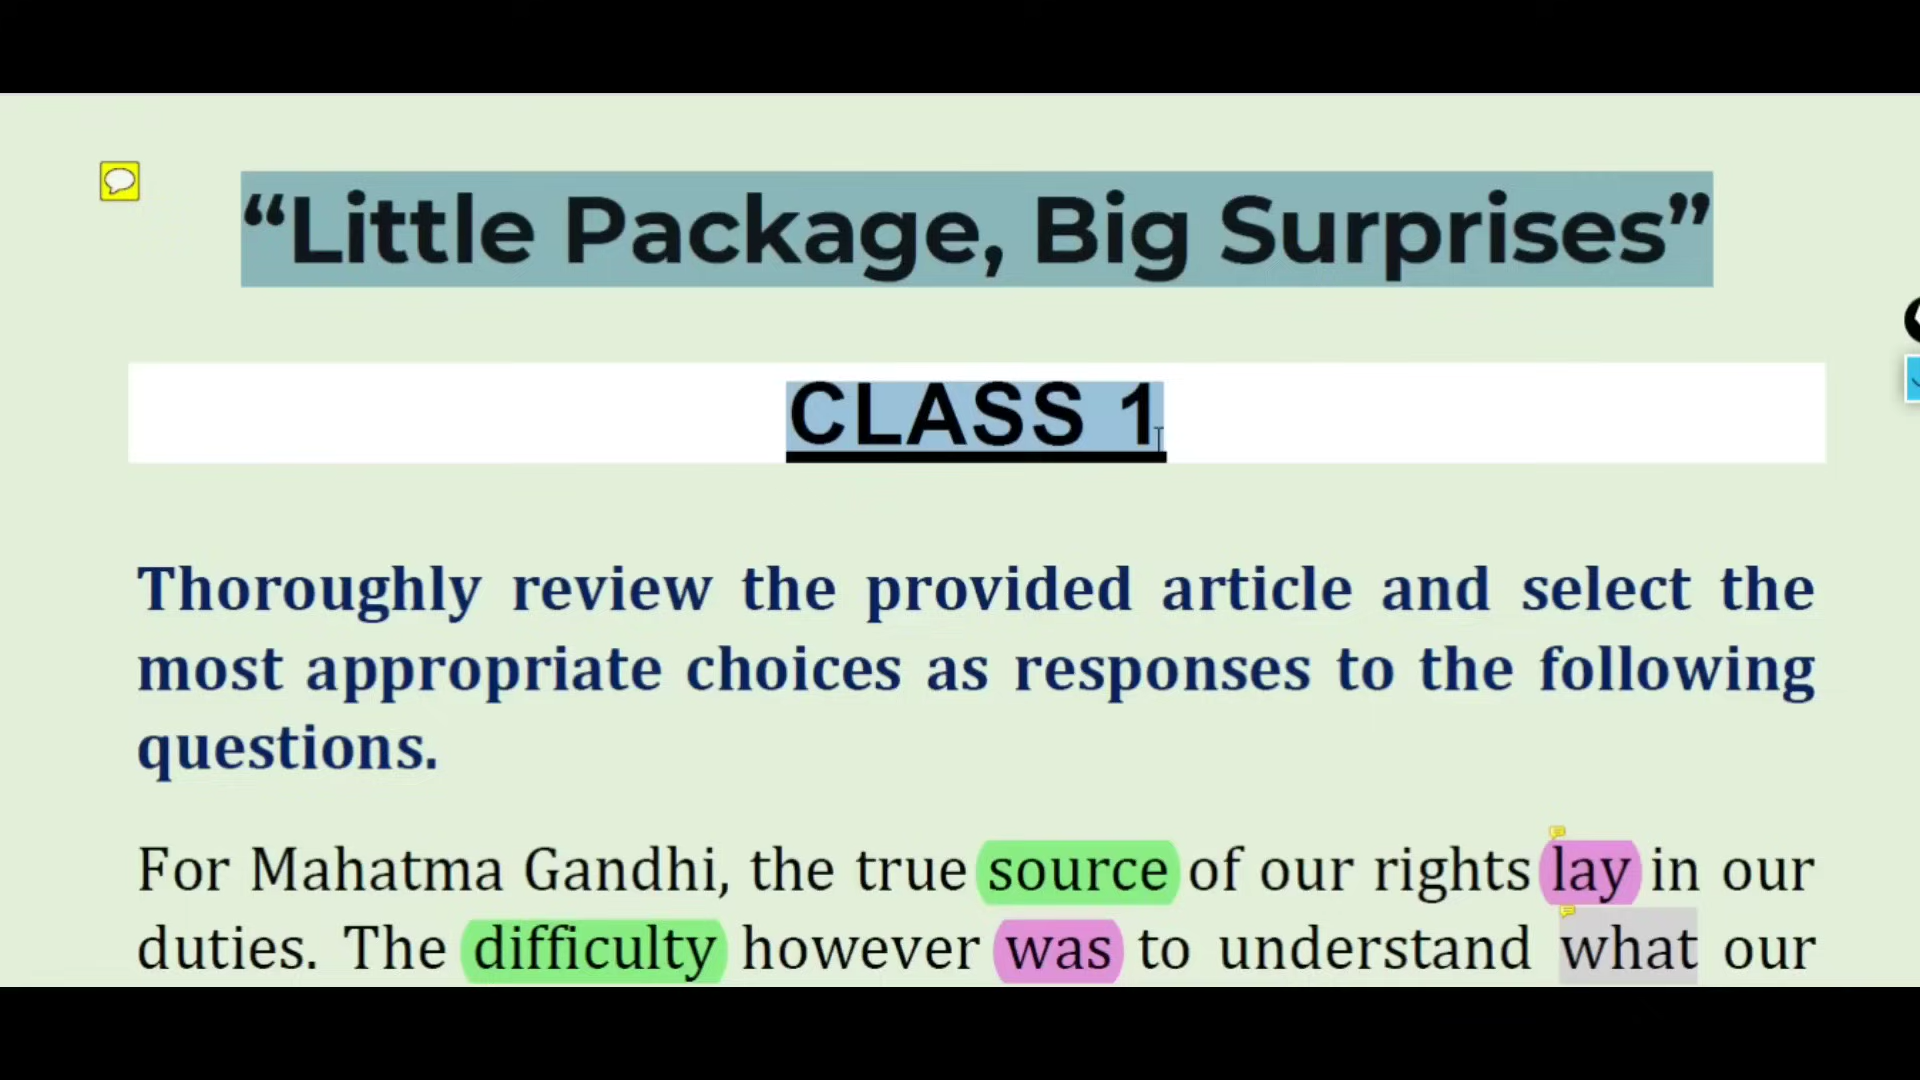 “Little Package, Big Surprises”
CLASS 1
Thoroughly review the provided article and select the
most appropriate choices as responses to the following
questions.
For Mahatma Gandhi, the true source of our rights lay in our
duties. The difficulty however was to understand what our